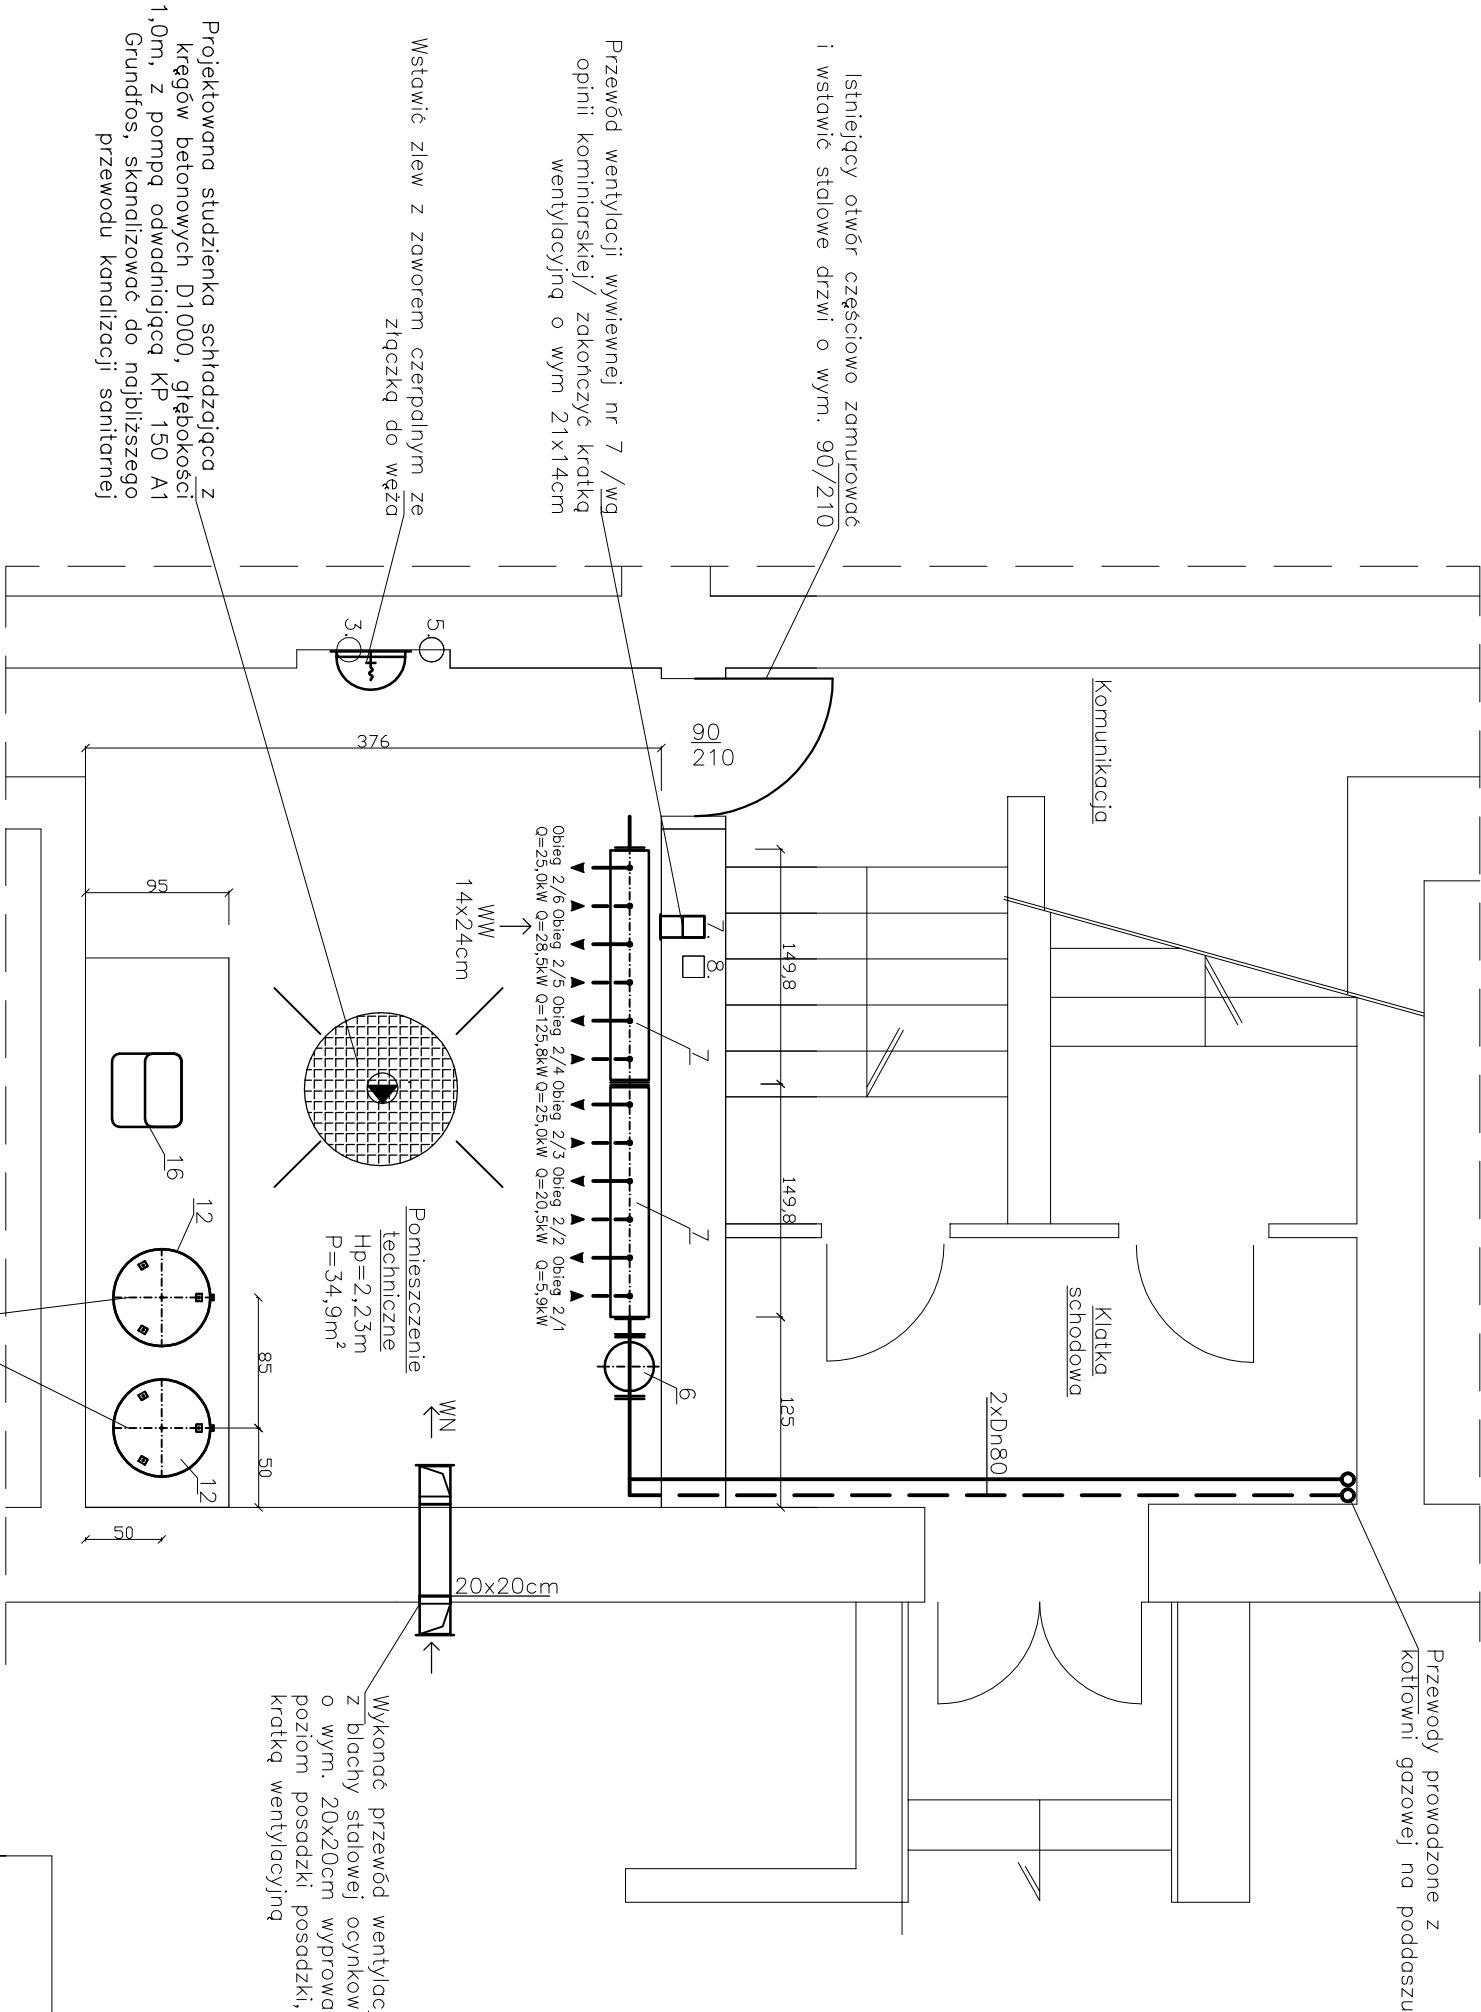 Przewody prowadzone z
kotłowni gazowej na poddaszu
Istniejący otwór częściowo zamurować
i wstawić stalowe drzwi o wym. 90/210
Przewód wentylacji wywiewnej nr 7 /wg
opinii kominiarskiej/ zakończyć kratką
wentylacyjną o wym 21x14cm
Wstawić zlew z zaworem czerpalnym ze
złączką do węża
Projektowana studzienka schładzająca z
kręgów betonowych D1000, głębokości
1,0m, z pompą odwadniającą KP 150 A1
Grundfos, skanalizować do najbliższego
przewodu kanalizacji sanitarnej
Komunikacja
Klatka
schodowa
2xDn80
90
210
5.
3.
376
95
7.
8.
149,8
149,8
125
7
7
6
Obieg 2/6 Obieg 2/5 Obieg 2/4 Obieg 2/3 Obieg 2/2 Obieg 2/1
Q=25,0kW Q=28,5kW Q=125,8kW Q=25,0kW Q=20,5kW Q=5,9kW
WW
14x24cm
Pomieszczenie
techniczne
Hp=2,23m
P=34,9m²
WN
20x20cm
16
12
12
85
50
50
Wykonać przewód wentylac
z blachy stalowej ocynkow
o wym. 20x20cm wyprowa
poziom posadzki posadzki,
kratką wentylacyjną